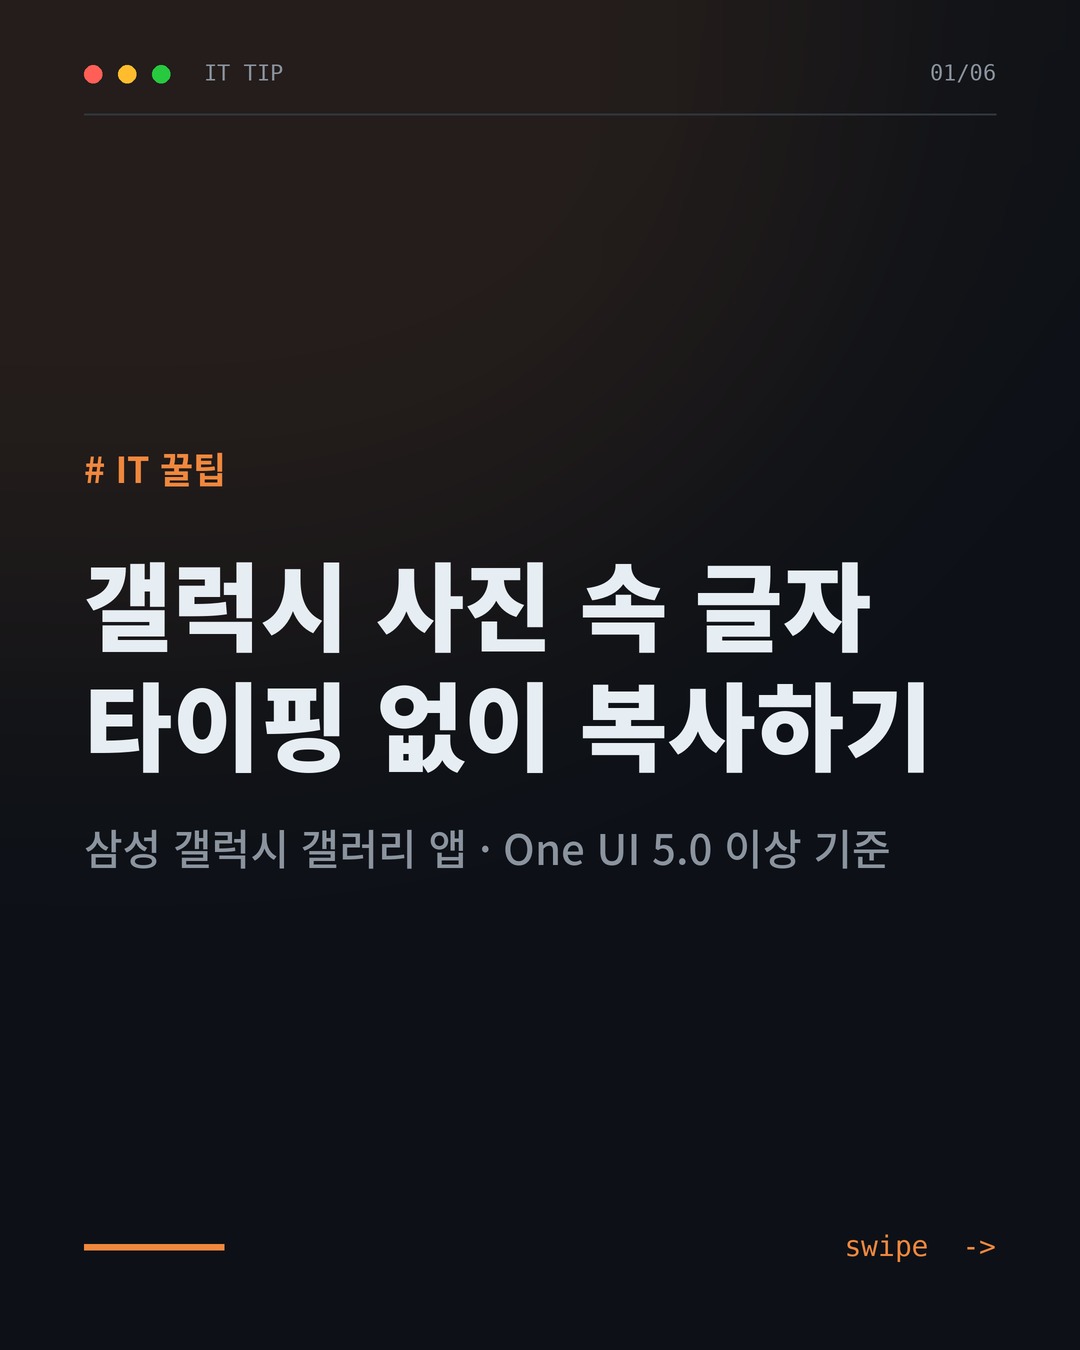 IT TIP 01/06
# IT 꿀팁
갤럭시 사진 속 글자
타이핑 없이 복사하기
삼성 갤럭시 갤러리 앱 · One UI 5.0 이상 기준
swipe ->